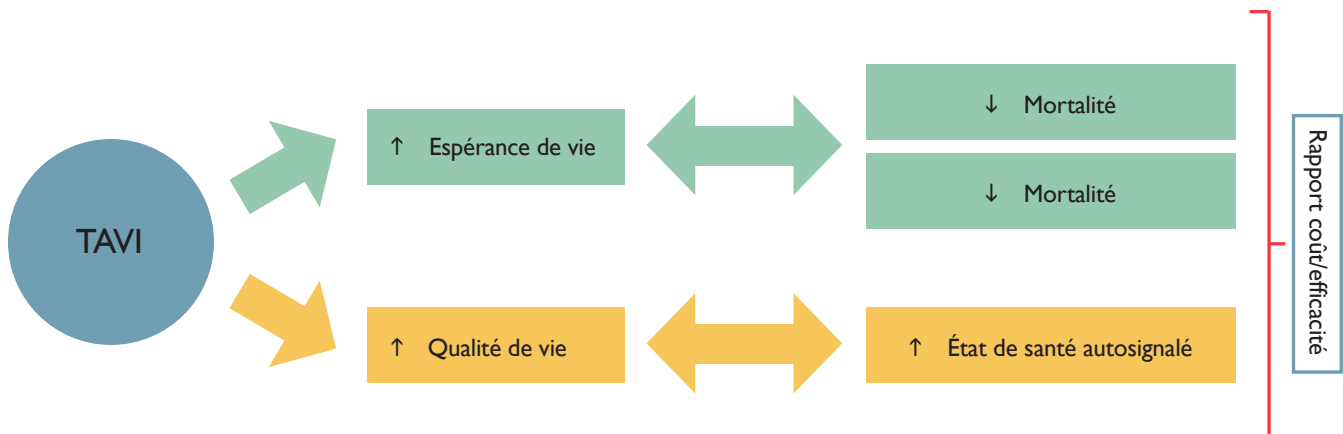 TAVI
↑ Espérance de vie
↓ Mortalité
↓ Mortalité
↑ Qualité de vie
↑ État de santé autosignalé
Rapport coût/efficacité